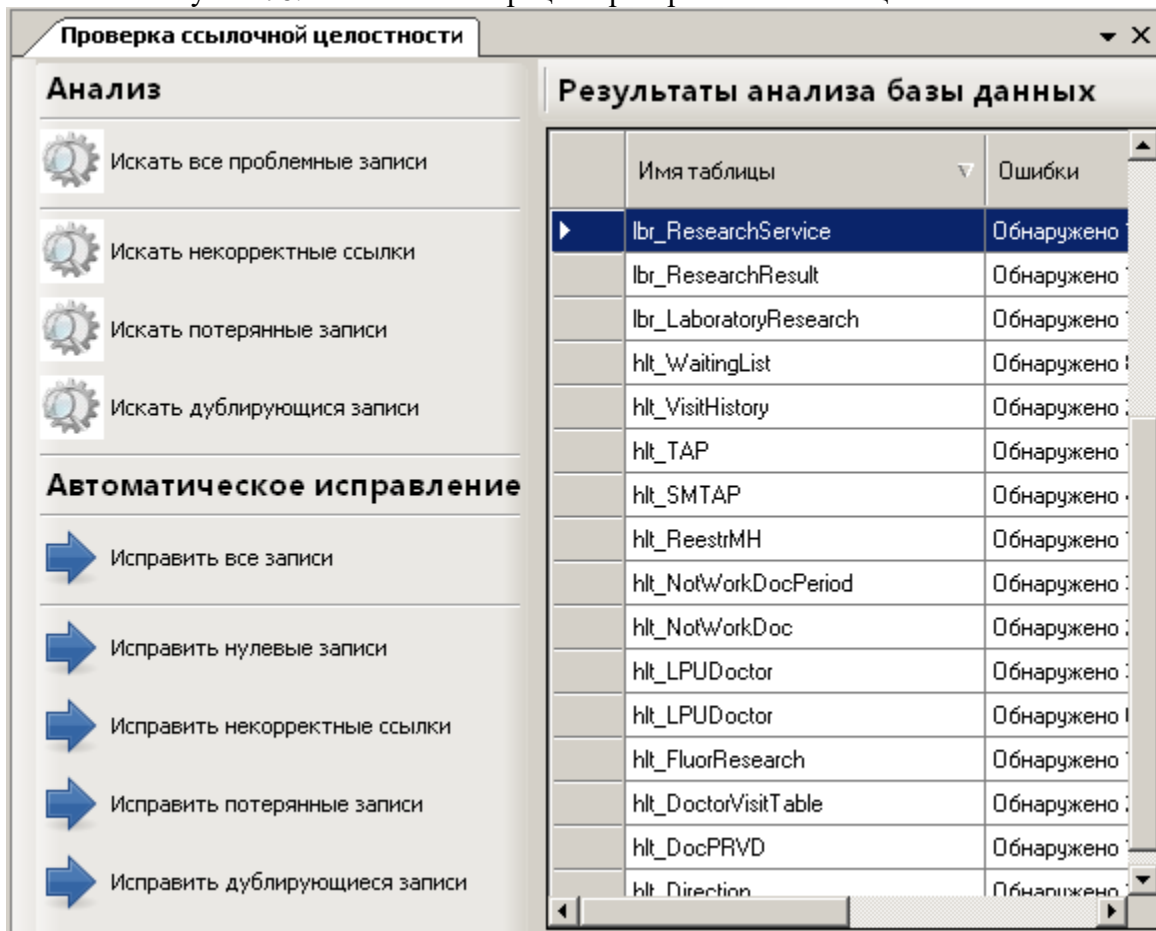 Проверка ссылочной целостности
Анализ
Искать все проблемные записи
Искать некорректные ссылки
Искать потерянные записи
Искать дублирующися записи
Автоматическое исправление
Исправить все записи
Исправить нулевые записи
Исправить некорректные ссылки
Исправить потерянные записи
Исправить дублирующиеся записи
Результаты анализа базы данных
Имя таблицы Ошибки
lbr_ResearchService Обнаружено
lbr_ResearchResult Обнаружено
lbr_LaboratoryResearch Обнаружено
hlt_WaitingList Обнаружено
hlt_VisitHistory Обнаружено
hlt_TAP Обнаружено
hlt_SMTAP Обнаружено
hlt_ReestrMH Обнаружено
hlt_NotWorkDocPeriod Обнаружено
hlt_NotWorkDoc Обнаружено
hlt_LPUDoctor Обнаружено
hlt_LPUDoctor Обнаружено
hlt_FluorResearch Обнаружено
hlt_DoctorVisitTable Обнаружено
hlt_DocPRVD Обнаружено
hlt_Direction Обнаружено